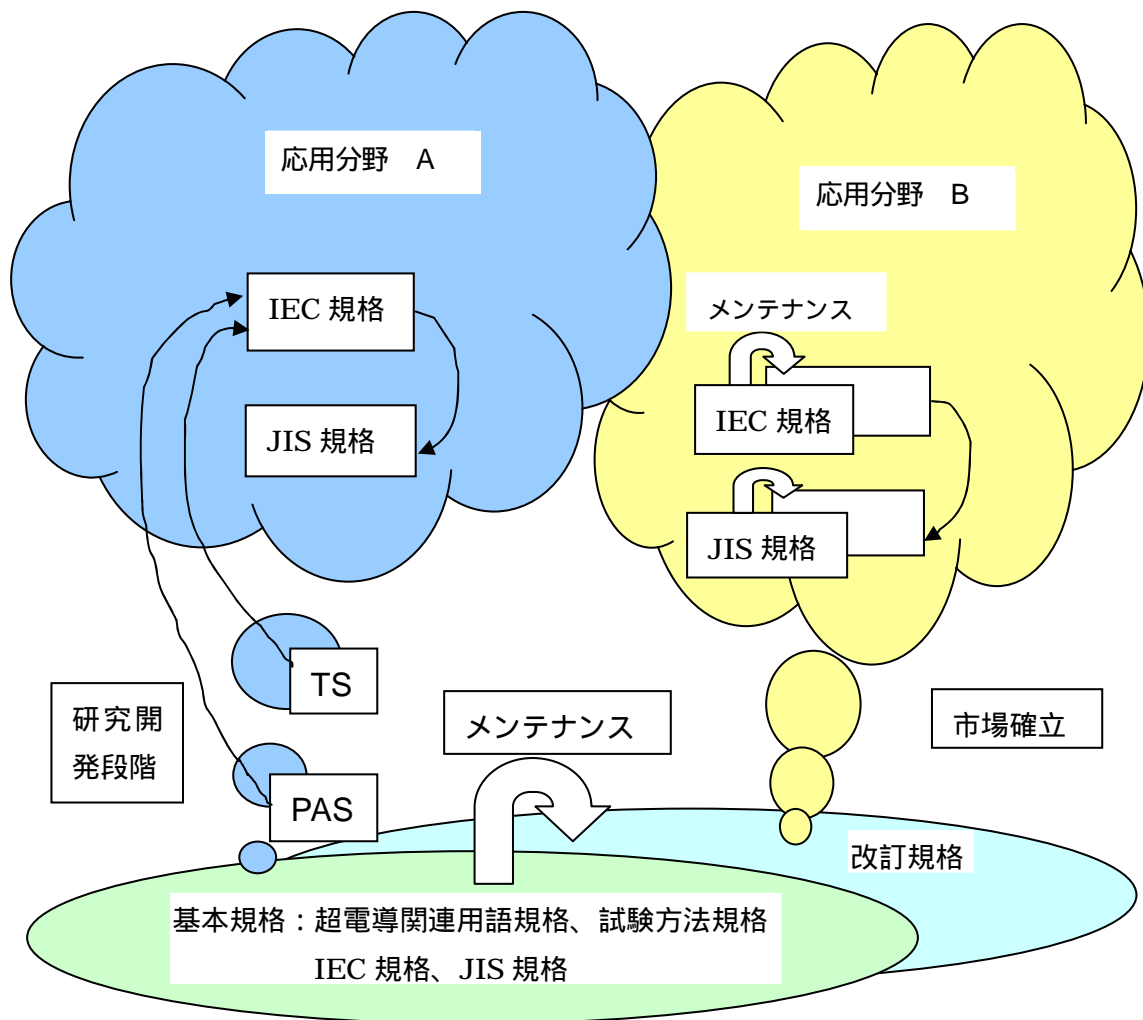 応用分野　A
応用分野　B
IEC 規格
JIS 規格
メンテナンス
IEC 規格
JIS 規格
TS
PAS
研究開
発段階
メンテナンス
市場確立
改訂規格
基本規格：超電導関連用語規格、試験方法規格
IEC 規格、JIS 規格